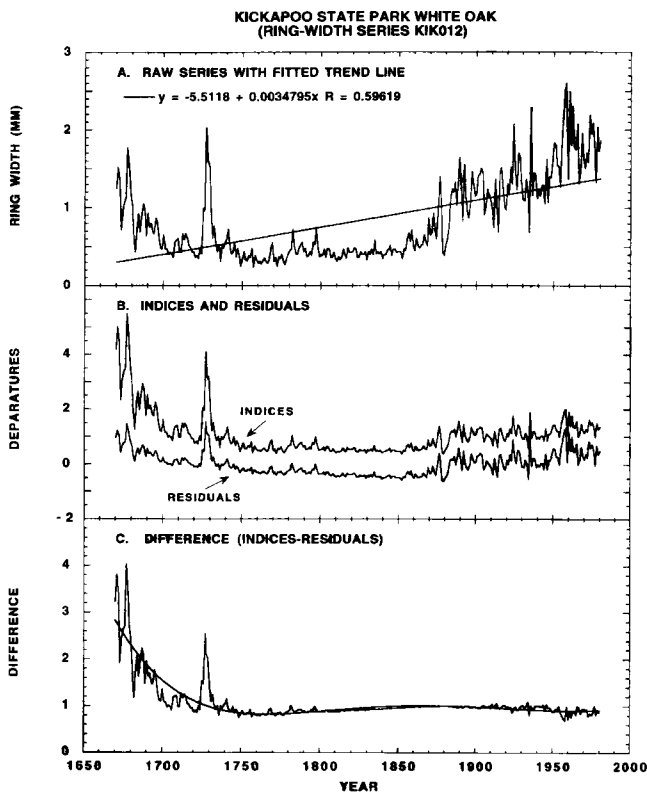 KICKAPOO STATE PARK WHITE OAK
(RING-WIDTH SERIES KIK012)
A. RAW SERIES WITH FITTED TREND LINE
y = -5.5118 + 0.0034795x R = 0.59619
RING WIDTH (MM)
3
2
1
0
B. INDICES AND RESIDUALS
DEPARATURES
4
2
0
-2
INDICES
RESIDUALS
C. DIFFERENCE (INDICES-RESIDUALS)
DIFFERENCE
4
3
2
1
0
1650 1700 1750 1800 1850 1900 1950 2000
YEAR